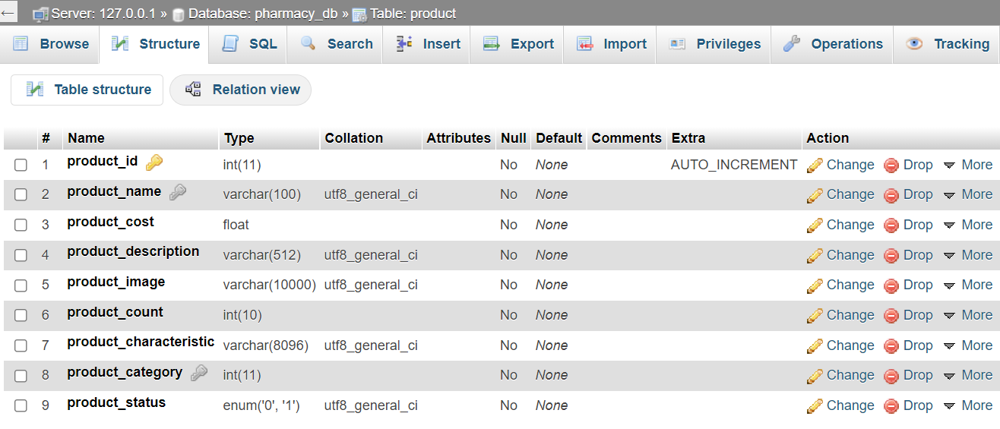 Server: 127.0.0.1 » Database: pharmacy_db » Table: product
Browse Structure SQL Search Insert Export Import Privileges Operations Tracking
Table structure Relation view
# Name Type Collation Attributes Null Default Comments Extra Action
1 product_id int(11) No None AUTO_INCREMENT Change Drop More
2 product_name varchar(100) utf8_general_ci No None Change Drop More
3 product_cost float No None Change Drop More
4 product_description varchar(512) utf8_general_ci No None Change Drop More
5 product_image varchar(10000) utf8_general_ci No None Change Drop More
6 product_count int(10) No None Change Drop More
7 product_characteristic varchar(8096) utf8_general_ci No None Change Drop More
8 product_category int(11) No None Change Drop More
9 product_status enum('0', '1') utf8_general_ci No None Change Drop More